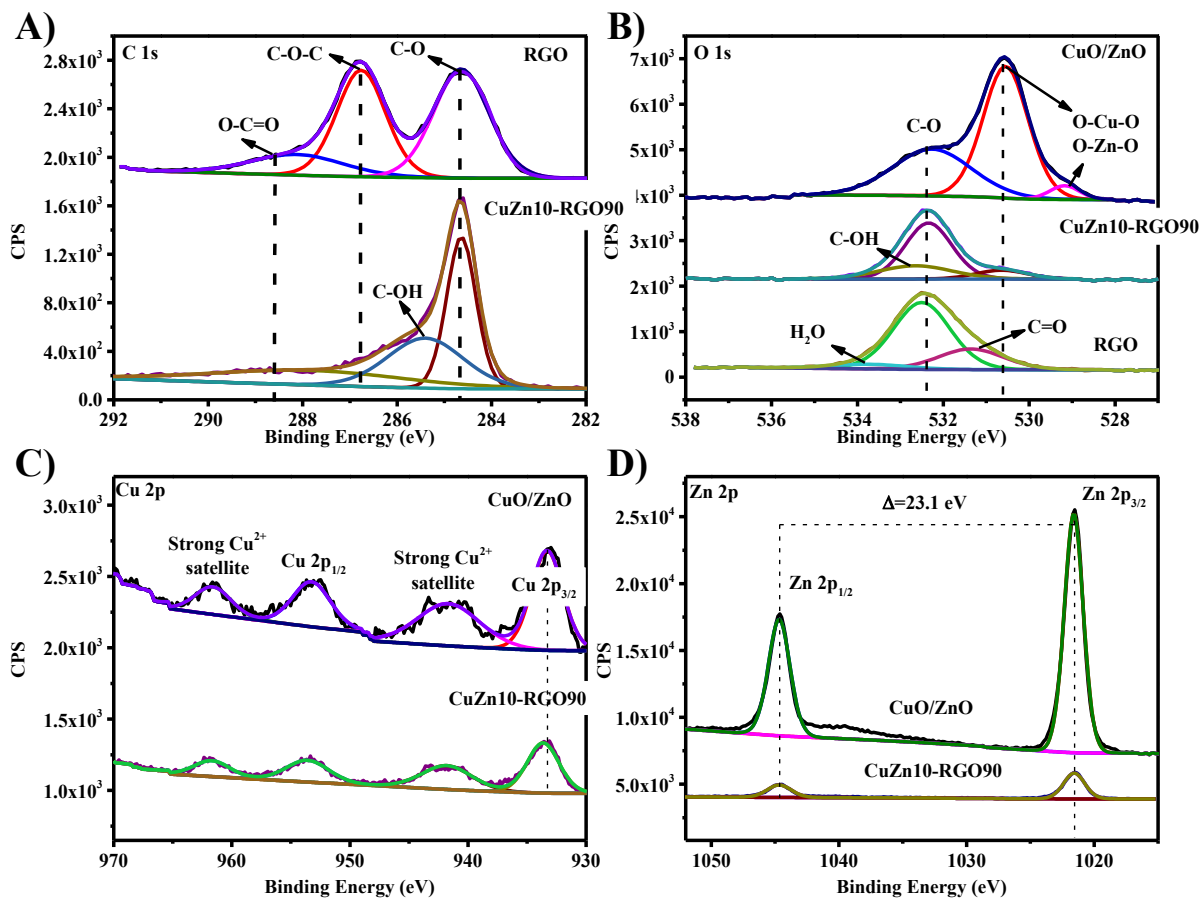 A)
C 1s
C-O-C
C-O
RGO
O-C=O
CuZn10-RGO90
C-OH
CPS
2.8x10³
2.4x10³
2.0x10³
1.6x10³
1.2x10³
8.0x10²
4.0x10²
0.0
292 290 288 286 284 282
Binding Energy (eV)
B)
O 1s
CuO/ZnO
C-O
O-Cu-O
O-Zn-O
CuZn10-RGO90
C-OH
H₂O
C=O
RGO
CPS
7x10³
6x10³
5x10³
4x10³
3x10³
2x10³
1x10³
0
538 536 534 532 530 528
Binding Energy (eV)
C)
Cu 2p
CuO/ZnO
Strong Cu²⁺
satellite
Cu 2p₁/₂
Strong Cu²⁺
satellite
Cu 2p₃/₂
CuZn10-RGO90
CPS
3.0x10³
2.5x10³
2.0x10³
1.5x10³
1.0x10³
970 960 950 940 930
Binding Energy (eV)
D)
Zn 2p
Δ=23.1 eV
Zn 2p₃/₂
Zn 2p₁/₂
CuO/ZnO
CuZn10-RGO90
CPS
2.5x10⁴
2.0x10⁴
1.5x10⁴
1.0x10⁴
5.0x10³
1050 1040 1030 1020
Binding Energy (eV)